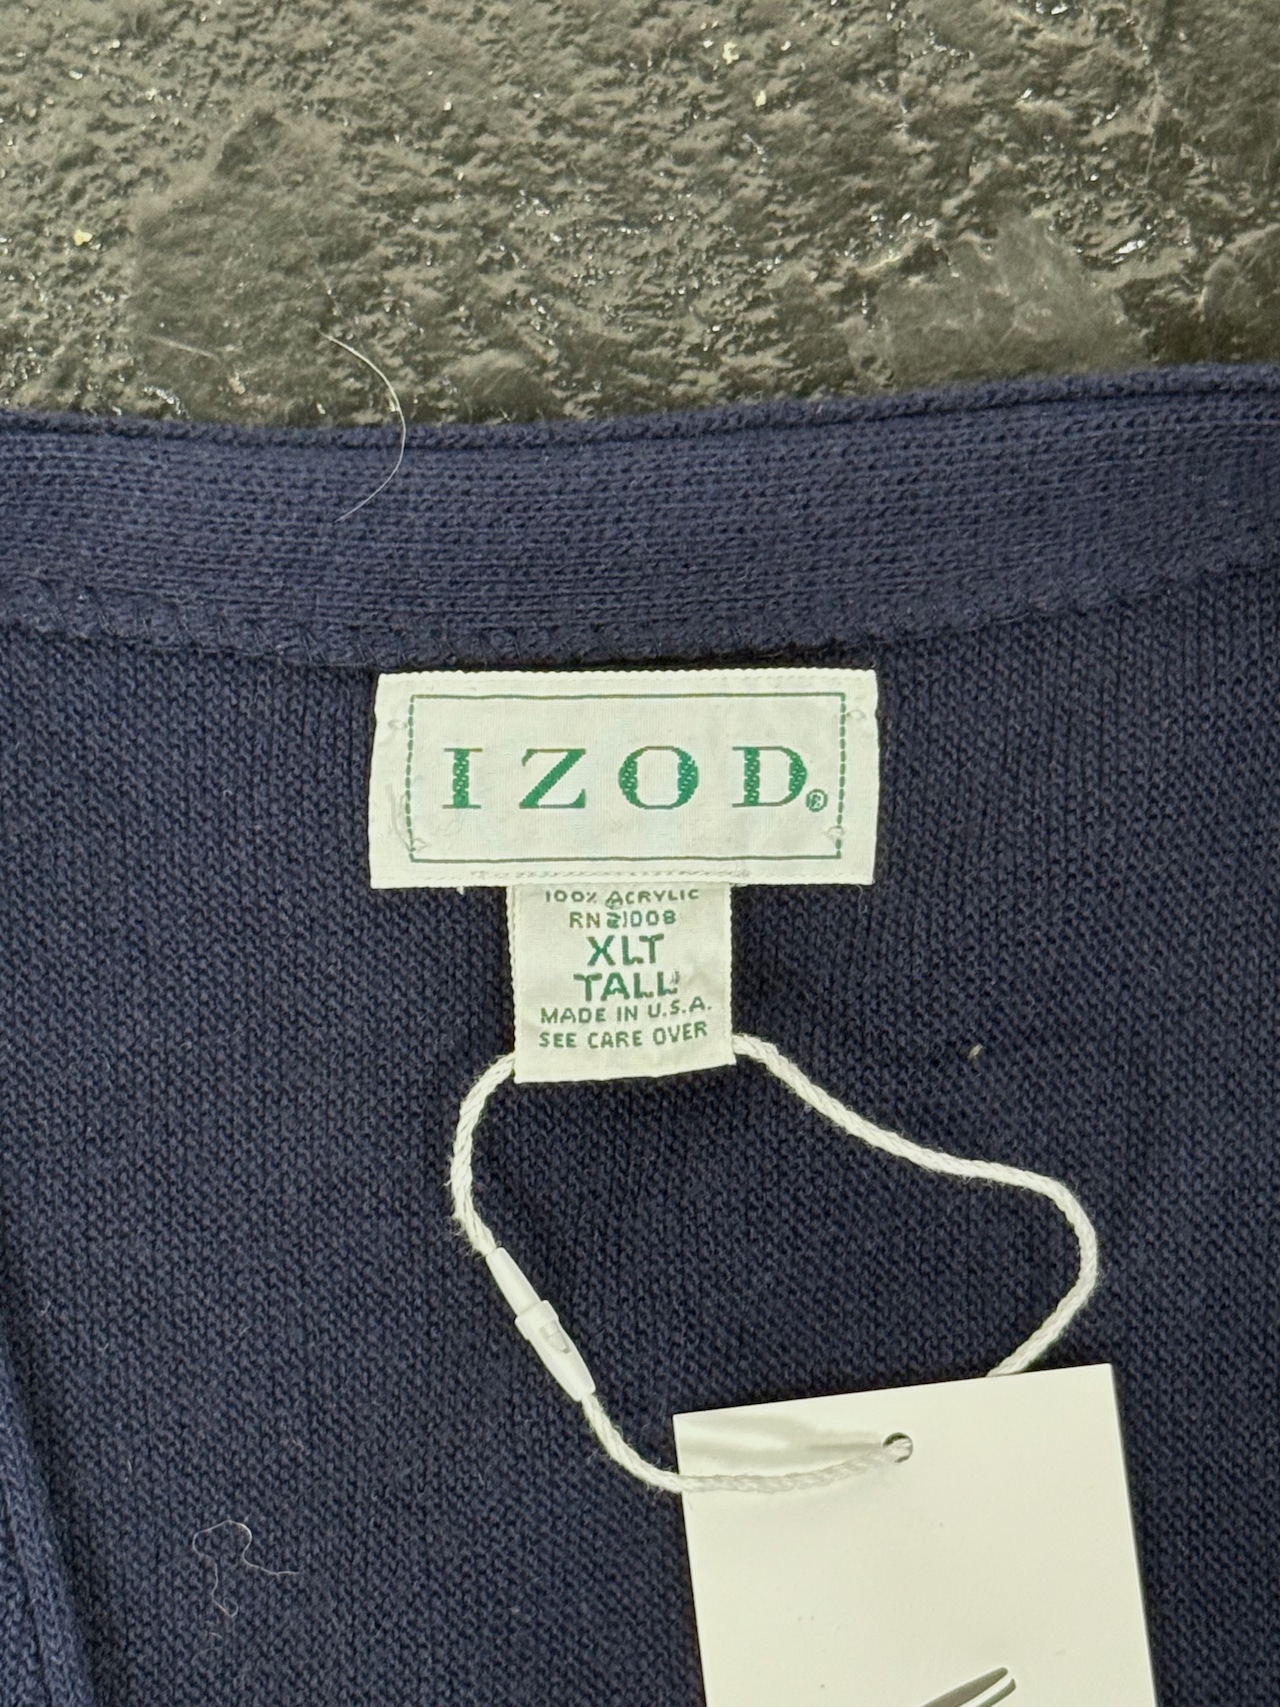 IZOD®
100% ACRYLIC
RN 21008
XLT
TALL
MADE IN U.S.A.
SEE CARE OVER